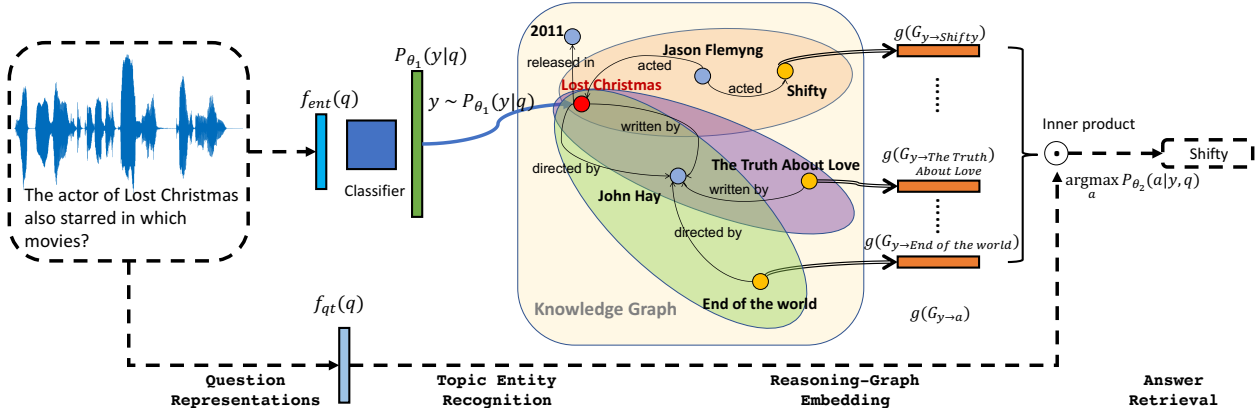 The actor of Lost Christmas
also starred in which
movies?
f_ent(q)
Classifier
P_θ₁(y|q)
y ~ P_θ₁(y|q)
f_qt(q)
2011
released in
Jason Flemyng
acted
acted
Lost Christmas
Shifty
written by
directed by
The Truth About Love
John Hay
written by
directed by
End of the world
Knowledge Graph
g(G_y→Shifty)
g(G_y→The Truth
About Love)
g(G_y→End of the world)
g(G_y→a)
Inner product
Shifty
argmax P_θ₂(a|y, q)
a
Question
Representations
Topic Entity
Recognition
Reasoning-Graph
Embedding
Answer
Retrieval